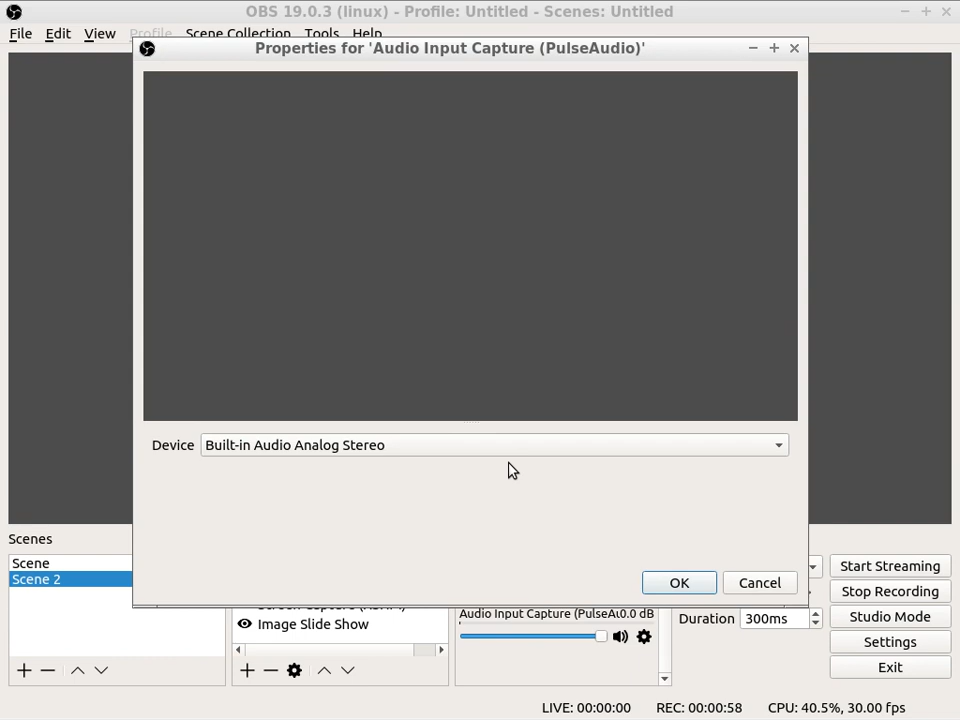 OBS 19.0.3 (linux) - Profile: Untitled - Scenes: Untitled
File Edit View Profile Scene Collection Tools Help
Properties for 'Audio Input Capture (PulseAudio)'
Device Built-in Audio Analog Stereo
OK Cancel
Scenes
Scene
Scene 2
Image Slide Show
Audio Input Capture (PulseAu 0.0 dB
Duration 300ms
Start Streaming
Stop Recording
Studio Mode
Settings
Exit
LIVE: 00:00:00 REC: 00:00:58 CPU: 40.5%, 30.00 fps